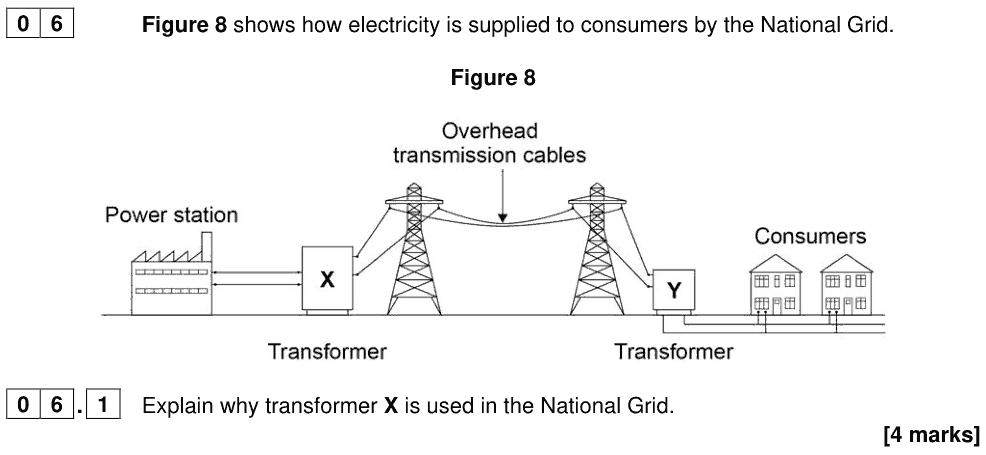 0 6 Figure 8 shows how electricity is supplied to consumers by the National Grid.
Figure 8
Overhead
transmission cables
Power station
Consumers
X
Y
Transformer Transformer
0 6 . 1 Explain why transformer X is used in the National Grid.
[4 marks]